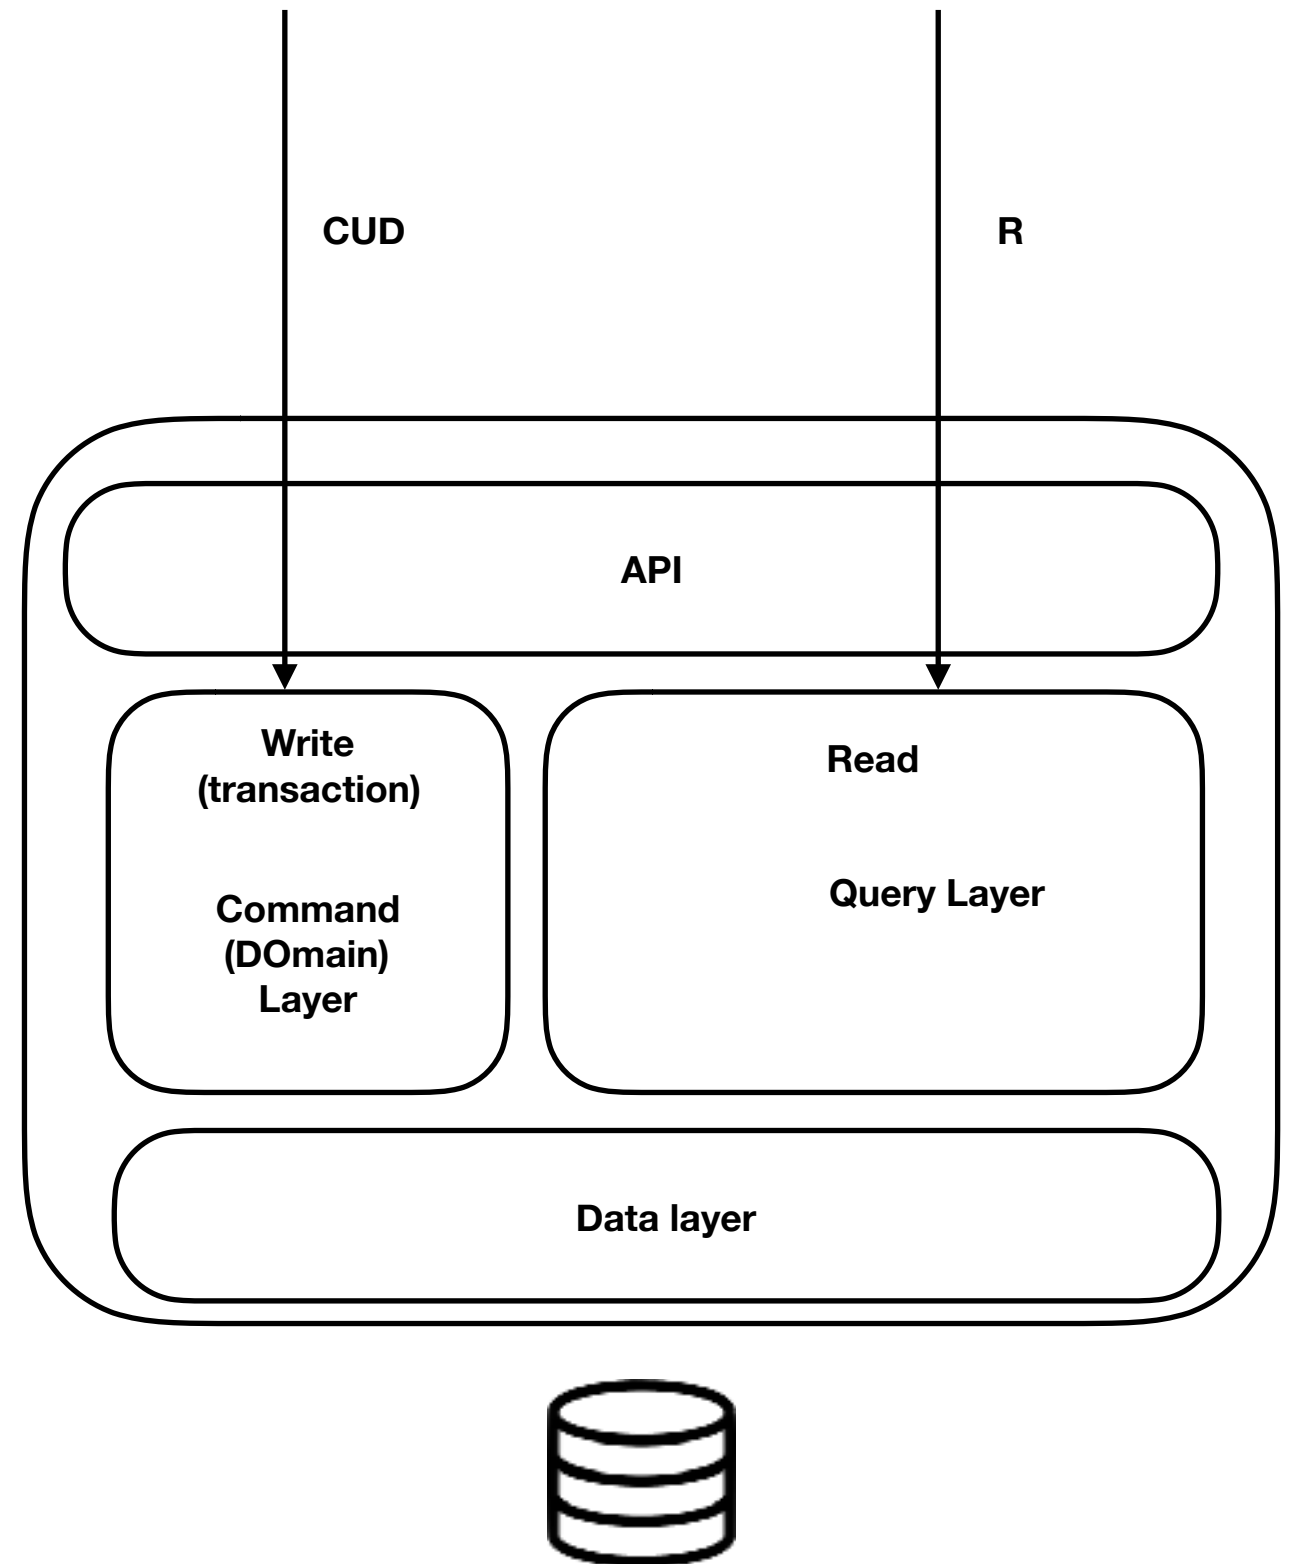 CUD
R
API
Write
(transaction)
Command
(DOmain)
Layer
Read
Query Layer
Data layer